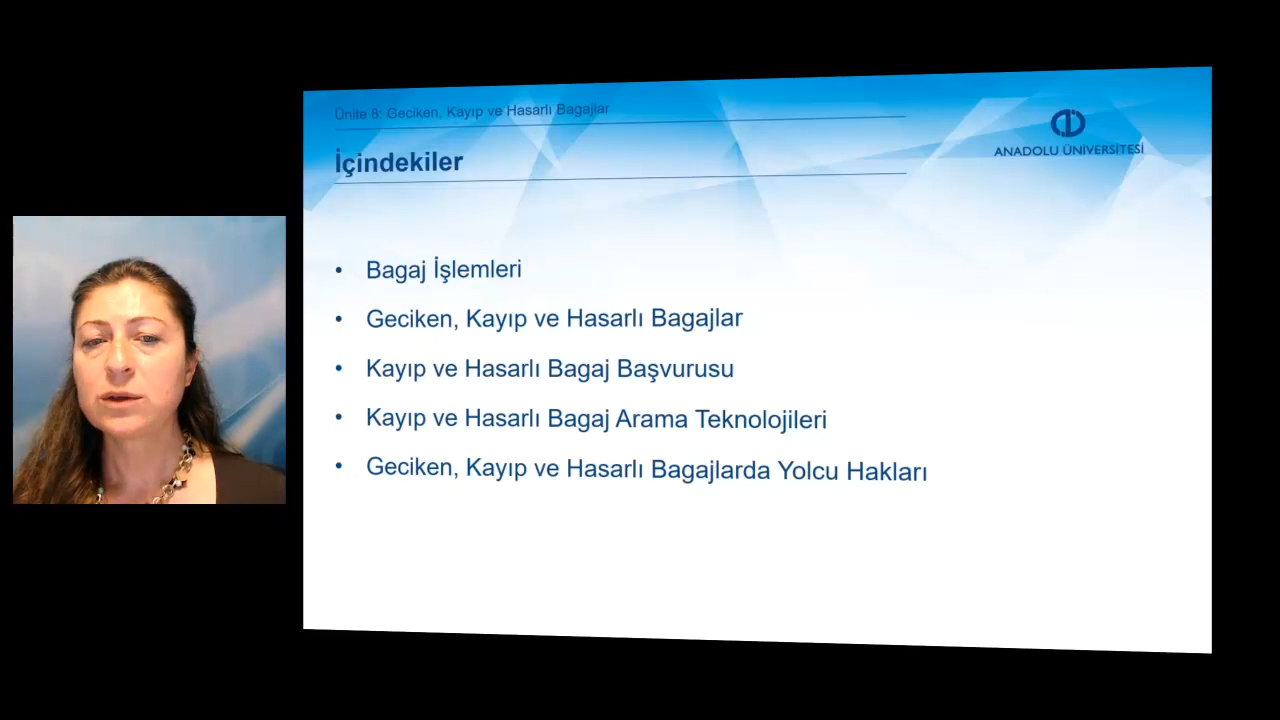 Ünite 8: Geciken, Kayıp ve Hasarlı Bagajlar
İçindekiler
ANADOLU ÜNİVERSİTESİ
• Bagaj İşlemleri
• Geciken, Kayıp ve Hasarlı Bagajlar
• Kayıp ve Hasarlı Bagaj Başvurusu
• Kayıp ve Hasarlı Bagaj Arama Teknolojileri
• Geciken, Kayıp ve Hasarlı Bagajlarda Yolcu Hakları